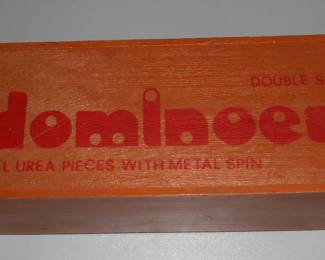 DOUBLE S
dominoes
L UREA PIECES WITH METAL SPIN